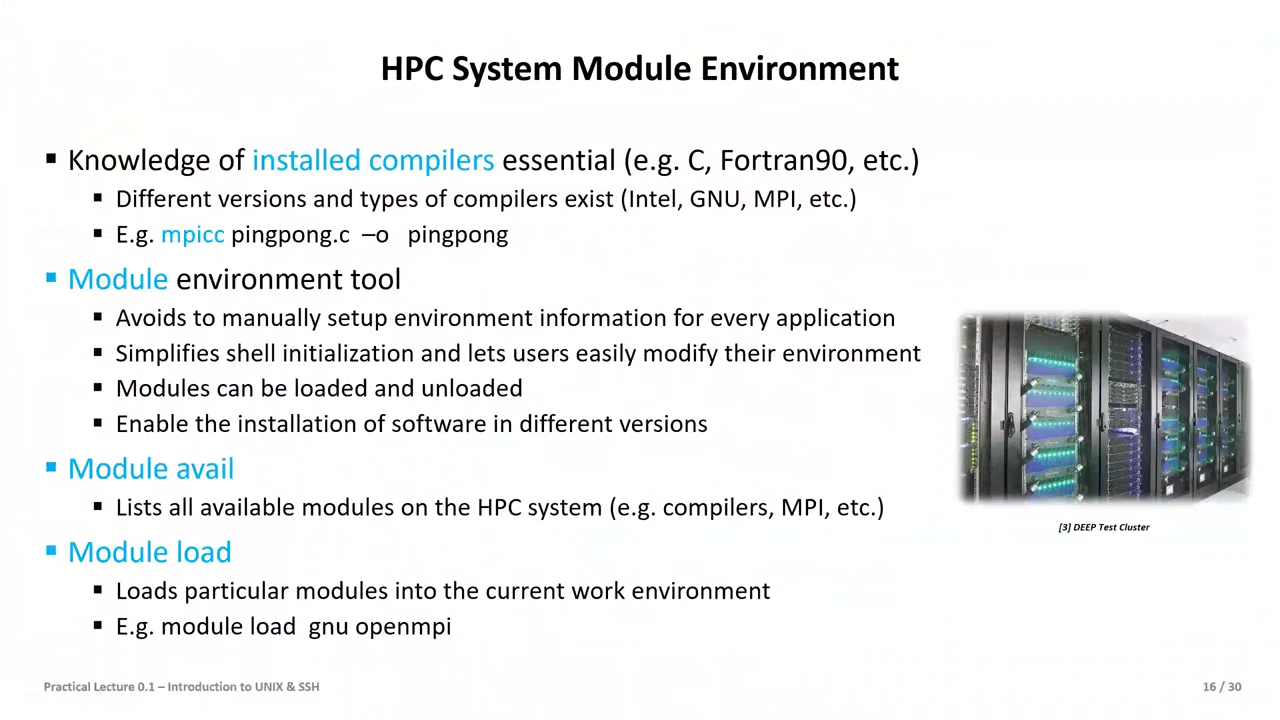 HPC System Module Environment
▪ Knowledge of installed compilers essential (e.g. C, Fortran90, etc.)
▪ Different versions and types of compilers exist (Intel, GNU, MPI, etc.)
▪ E.g. mpicc pingpong.c –o pingpong
▪ Module environment tool
▪ Avoids to manually setup environment information for every application
▪ Simplifies shell initialization and lets users easily modify their environment
▪ Modules can be loaded and unloaded
▪ Enable the installation of software in different versions
▪ Module avail
▪ Lists all available modules on the HPC system (e.g. compilers, MPI, etc.)
▪ Module load
▪ Loads particular modules into the current work environment
▪ E.g. module load gnu openmpi
[3] DEEP Test Cluster
Practical Lecture 0.1 – Introduction to UNIX & SSH
16 / 30